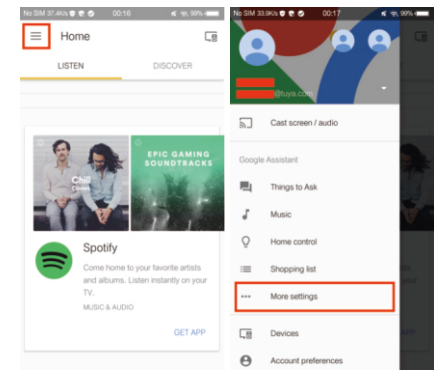 No SIM 37.4K/s 00:16 99%
Home
LISTEN DISCOVER
Chill
EPIC GAMING
SOUNDTRACKS
Spotify
Come home to your favorite artists
and albums. Listen instantly on your
TV.
MUSIC & AUDIO
GET APP
No SIM 33.9K/s 00:17 99%
@tuya.com
Cast screen / audio
Google Assistant
Things to Ask
Music
Home control
Shopping list
More settings
Devices
Account preferences